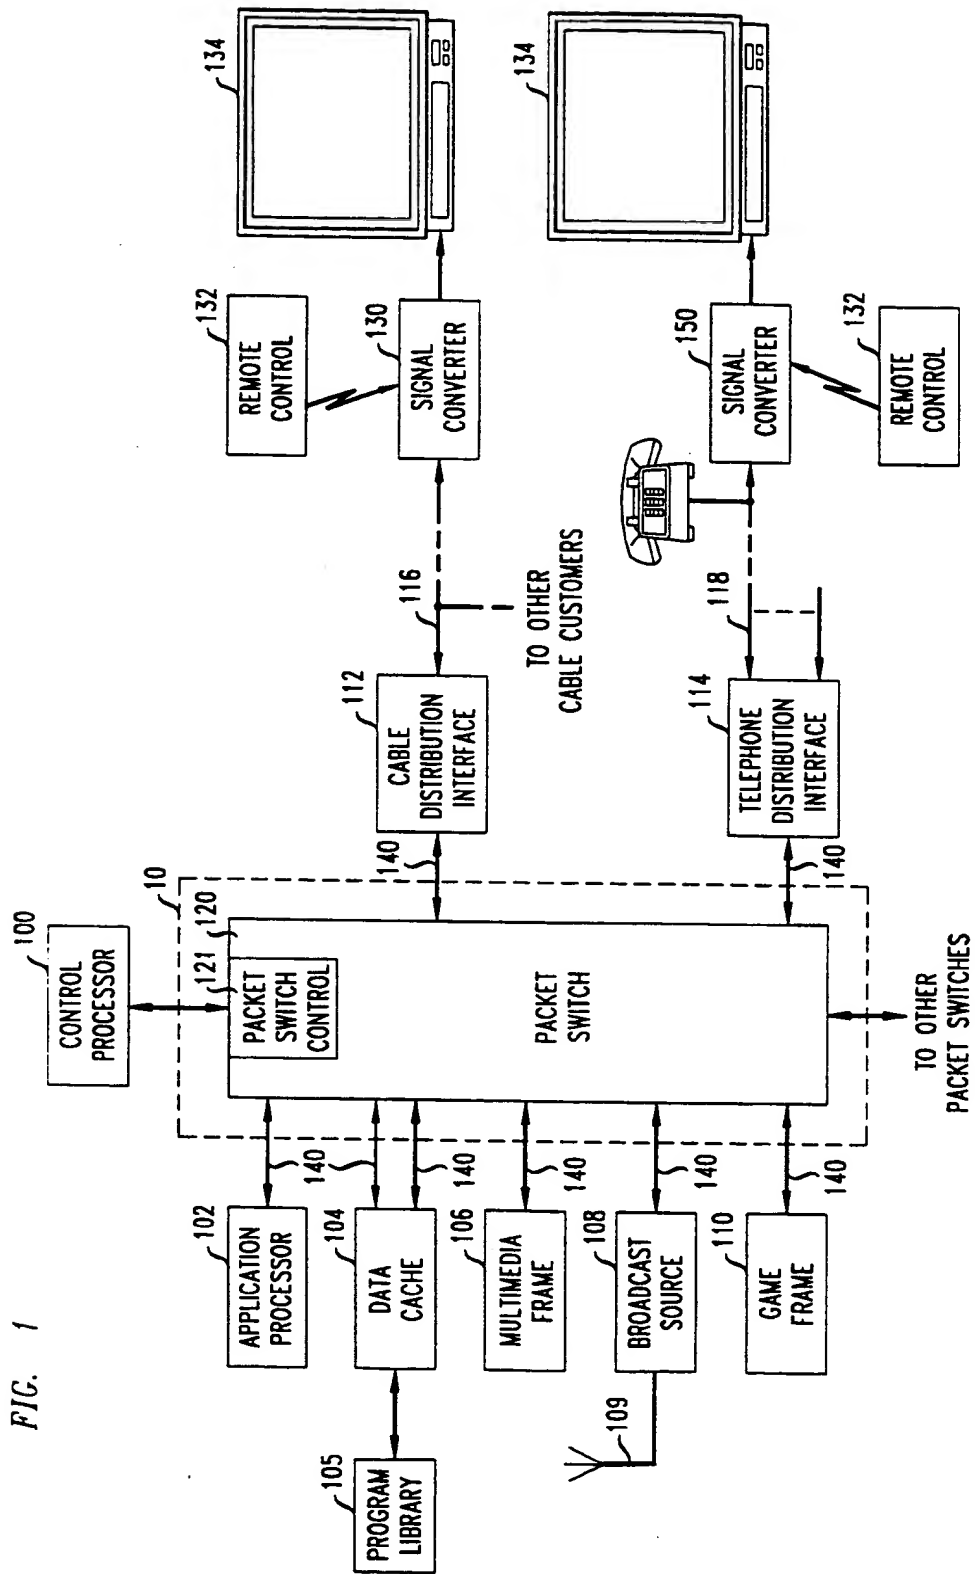 FIG. 1
100
CONTROL
PROCESSOR
10
120
121
PACKET
SWITCH
CONTROL
PACKET
SWITCH
102
APPLICATION
PROCESSOR
140
105
PROGRAM
LIBRARY
104
DATA
CACHE
140
140
106
MULTIMEDIA
FRAME
140
108
BROADCAST
SOURCE
109
140
110
GAME
FRAME
140
TO OTHER
PACKET SWITCHES
140
112
CABLE
DISTRIBUTION
INTERFACE
116
TO OTHER
CABLE CUSTOMERS
132
REMOTE
CONTROL
130
SIGNAL
CONVERTER
134
140
114
TELEPHONE
DISTRIBUTION
INTERFACE
118
150
SIGNAL
CONVERTER
132
REMOTE
CONTROL
134